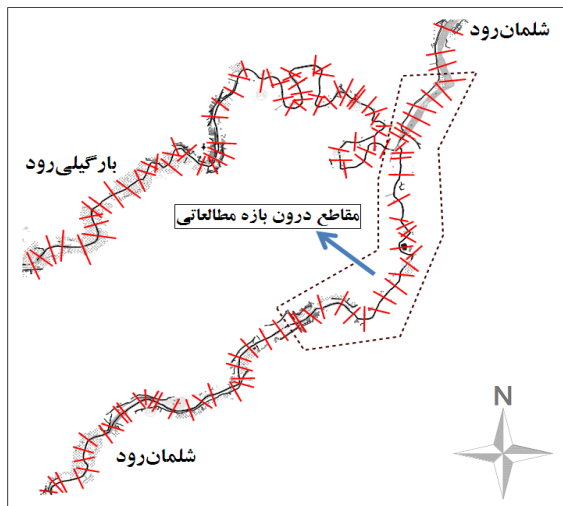 شلمان‌رود
بارگیلی‌رود
مقاطع درون بازه مطالعاتی
شلمان‌رود
N